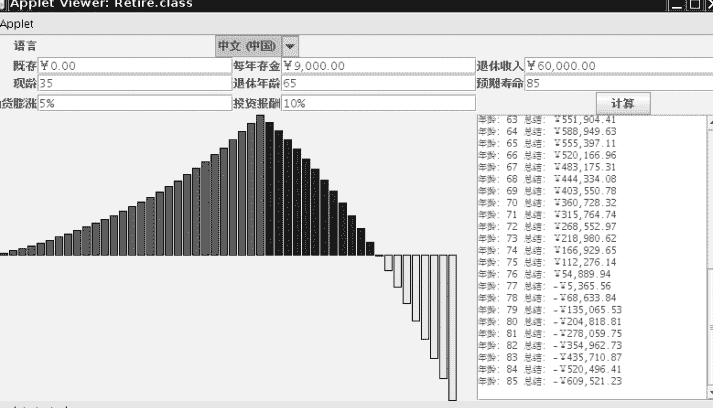 Applet Viewer: Retire.class
Applet
语言 中文 (中国)
既存 ￥0.00 每年存金 ￥9,000.00 退休收入 ￥60,000.00
现龄 35 退休年龄 65 预期寿命 85
货膨涨 5% 投资报酬 10% 计算
年龄: 63 总结: ￥551,904.41
年龄: 64 总结: ￥588,949.63
年龄: 65 总结: ￥555,397.11
年龄: 66 总结: ￥520,166.96
年龄: 67 总结: ￥483,175.31
年龄: 68 总结: ￥444,334.08
年龄: 69 总结: ￥403,550.78
年龄: 70 总结: ￥360,728.32
年龄: 71 总结: ￥315,764.74
年龄: 72 总结: ￥268,552.97
年龄: 73 总结: ￥218,980.62
年龄: 74 总结: ￥166,929.65
年龄: 75 总结: ￥112,276.14
年龄: 76 总结: ￥54,889.94
年龄: 77 总结: -￥5,365.56
年龄: 78 总结: -￥68,633.84
年龄: 79 总结: -￥135,065.53
年龄: 80 总结: -￥204,818.81
年龄: 81 总结: -￥278,059.75
年龄: 82 总结: -￥354,962.73
年龄: 83 总结: -￥435,710.87
年龄: 84 总结: -￥520,496.41
年龄: 85 总结: -￥609,521.23